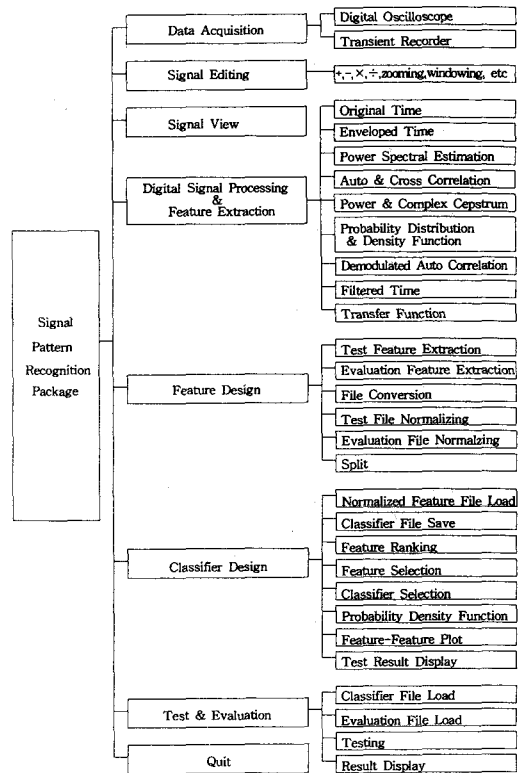 Signal
Pattern
Recognition
Package
Data Acquisition
Digital Oscilloscope
Transient Recorder
Signal Editing
+,-,×,÷,zooming,windowing, etc
Signal View
Digital Signal Processing
&
Feature Extraction
Original Time
Enveloped Time
Power Spectral Estimation
Auto & Cross Correlation
Power & Complex Cepstrum
Probability Distribution
& Density Function
Demodulated Auto Correlation
Filtered Time
Transfer Function
Feature Design
Test Feature Extraction
Evaluation Feature Extraction
File Conversion
Test File Normalizing
Evaluation File Normalzing
Split
Classifier Design
Normalized Feature File Load
Classifier File Save
Feature Ranking
Feature Selection
Classifier Selection
Probability Density Function
Feature-Feature Plot
Test Result Display
Test & Evaluation
Classifier File Load
Evaluation File Load
Testing
Result Display
Quit